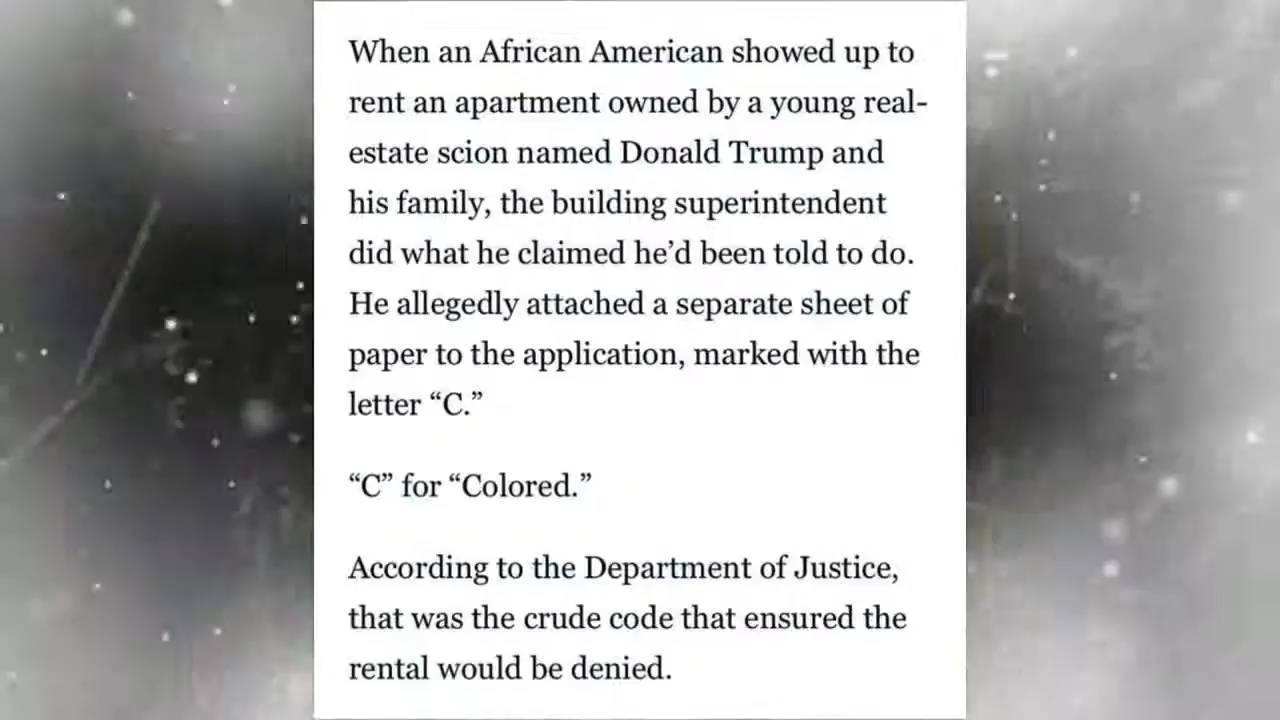 When an African American showed up to
rent an apartment owned by a young real-
estate scion named Donald Trump and
his family, the building superintendent
did what he claimed he’d been told to do.
He allegedly attached a separate sheet of
paper to the application, marked with the
letter “C.”
“C” for “Colored.”
According to the Department of Justice,
that was the crude code that ensured the
rental would be denied.